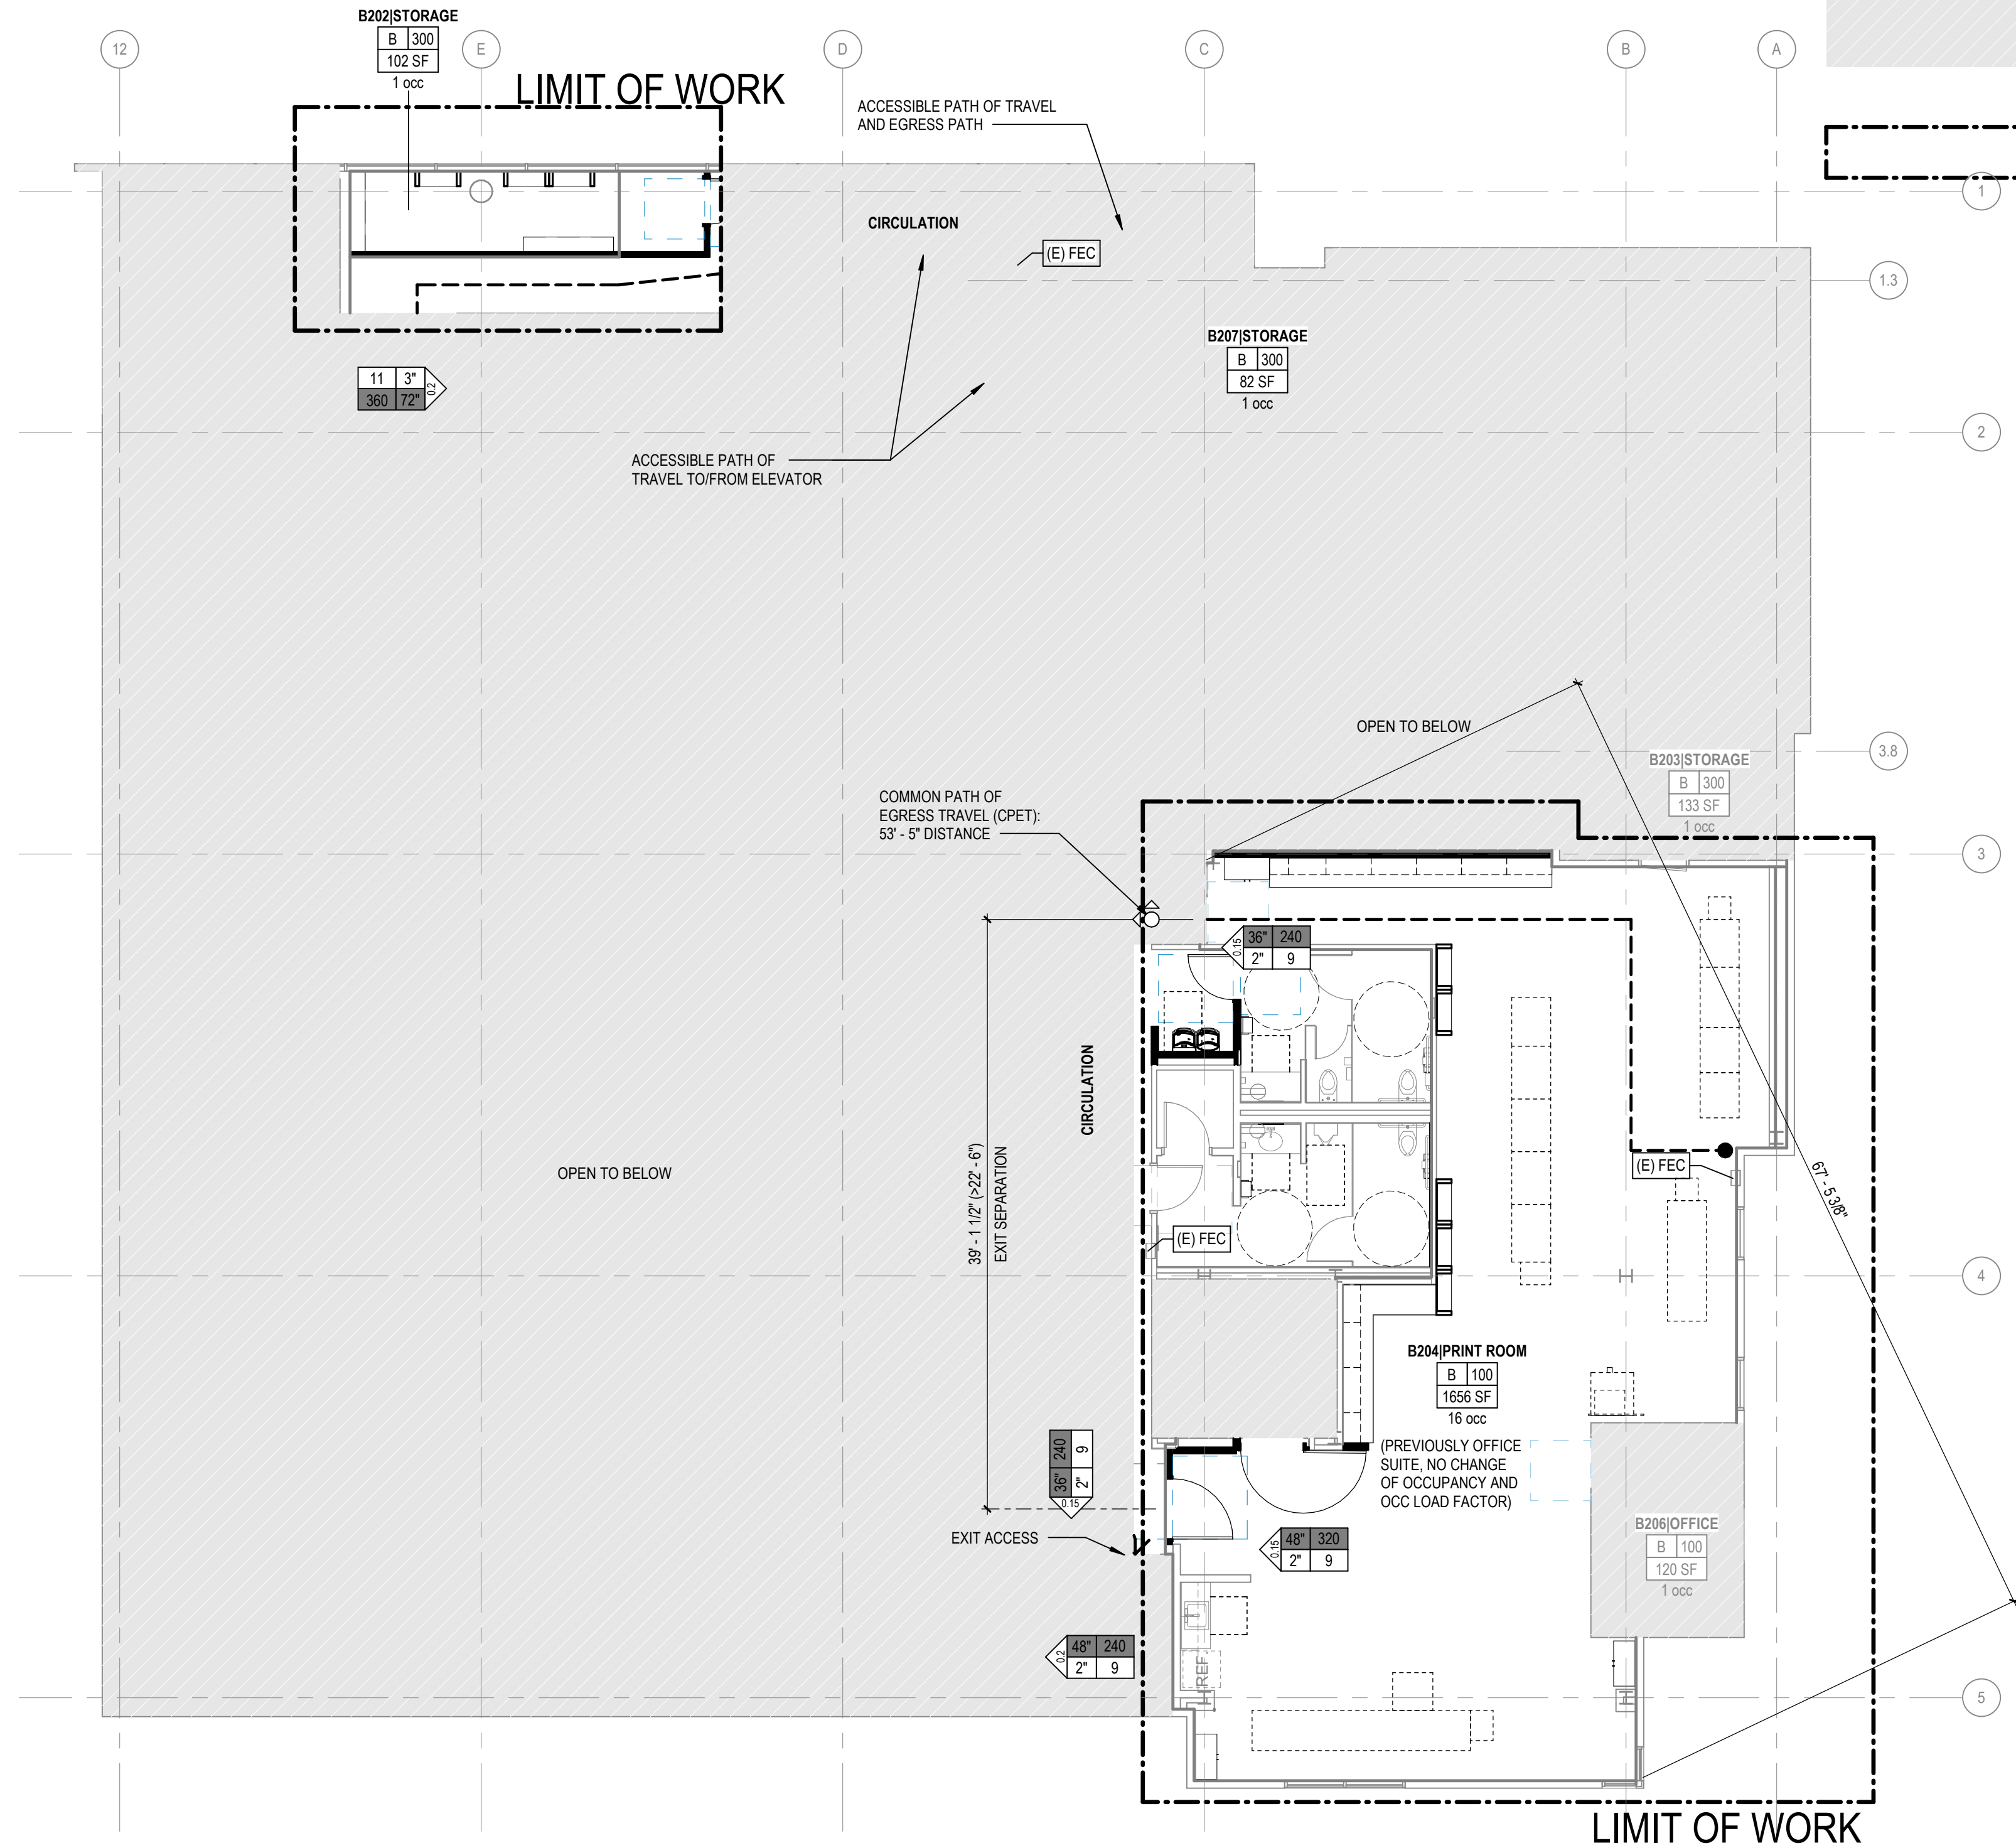 B202|STORAGE
B 300
102 SF
1 occ
12
E
D
C
B
A
LIMIT OF WORK
ACCESSIBLE PATH OF TRAVEL
AND EGRESS PATH
1
CIRCULATION
(E) FEC
1.3
B207|STORAGE
B 300
82 SF
1 occ
11 3"
360 72"
0.2
2
ACCESSIBLE PATH OF
TRAVEL TO/FROM ELEVATOR
OPEN TO BELOW
3.8
B203|STORAGE
B 300
133 SF
1 occ
COMMON PATH OF
EGRESS TRAVEL (CPET):
53' - 5" DISTANCE
3
0.15
36" 240
2" 9
CIRCULATION
39' - 1 1/2" (>22' - 6")
EXIT SEPARATION
OPEN TO BELOW
(E) FEC
67' - 5 3/8"
(E) FEC
4
B204|PRINT ROOM
B 100
1656 SF
16 occ
(PREVIOUSLY OFFICE
SUITE, NO CHANGE
OF OCCUPANCY AND
OCC LOAD FACTOR)
36" 240
2" 9
0.15
EXIT ACCESS
0.15
48" 320
2" 9
B206|OFFICE
B 100
120 SF
1 occ
0.2
48" 240
2" 9
REF
5
LIMIT OF WORK